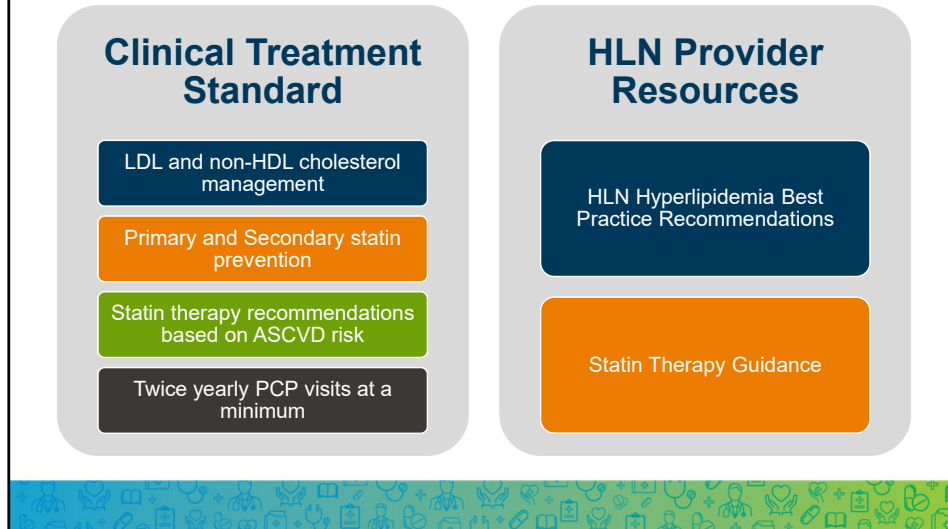 Clinical Treatment
Standard
LDL and non-HDL cholesterol
management
Primary and Secondary statin
prevention
Statin therapy recommendations
based on ASCVD risk
Twice yearly PCP visits at a
minimum
HLN Provider
Resources
HLN Hyperlipidemia Best
Practice Recommendations
Statin Therapy Guidance